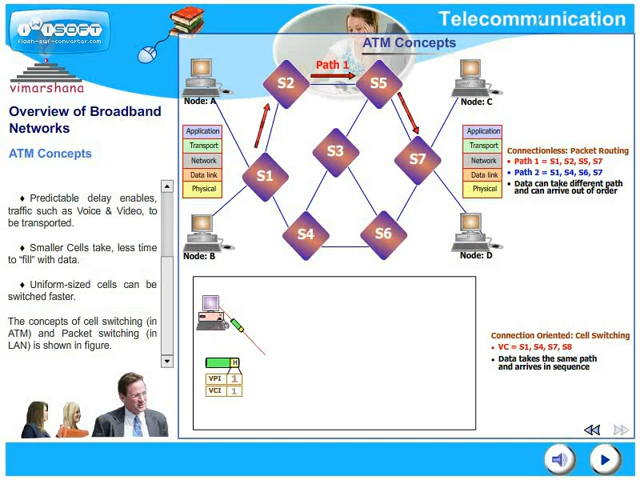 Telecommunication
iWiSOFT
flash-swf-converter.com
vimarshana
Overview of Broadband
Networks
ATM Concepts
♦ Predictable delay enables,
traffic such as Voice & Video, to
be transported.
♦ Smaller Cells take, less time
to “fill” with data.
♦ Uniform-sized cells can be
switched faster.
The concepts of cell switching (in
ATM) and Packet switching (in
LAN) is shown in figure.
ATM Concepts
Path 1
Node: A
S2
S5
Node: C
Application
Transport
Network
Data link
Physical
S1
S3
S7
Application
Transport
Network
Data link
Physical
Node: B
S4
S6
Node: D
Connectionless: Packet Routing
• Path 1 = S1, S2, S5, S7
• Path 2 = S1, S4, S6, S7
• Data can take different path
and can arrive out of order
H
VPI 1
VCI 1
Connection Oriented: Cell Switching
• VC = S1, S4, S7, S8
• Data takes the same path
and arrives in sequence